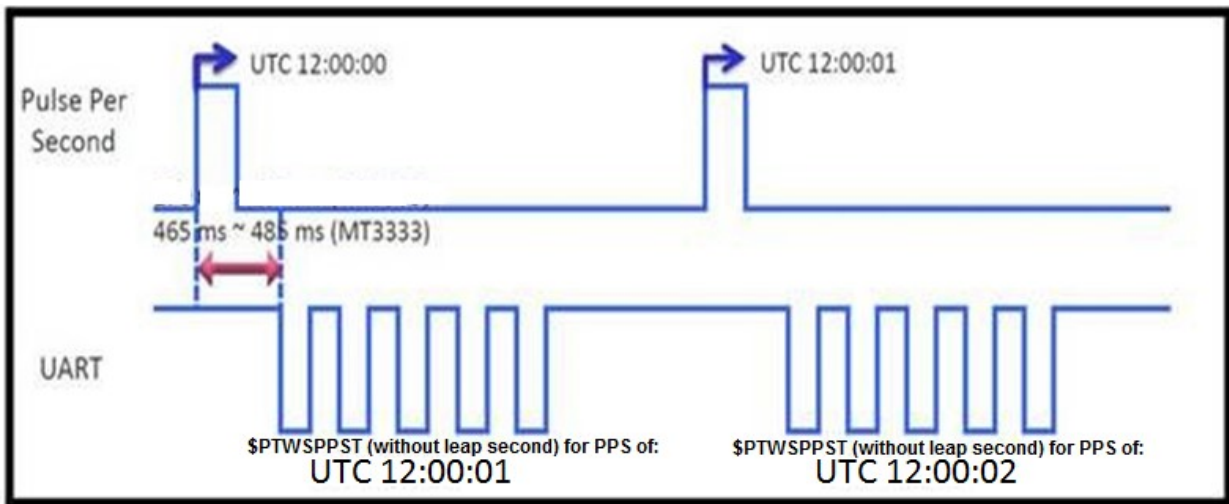 UTC 12:00:00
UTC 12:00:01
Pulse Per
Second
465 ms ~ 485 ms (MT3333)
UART
$PTWSPPST (without leap second) for PPS of:
UTC 12:00:01
$PTWSPPST (without leap second) for PPS of:
UTC 12:00:02